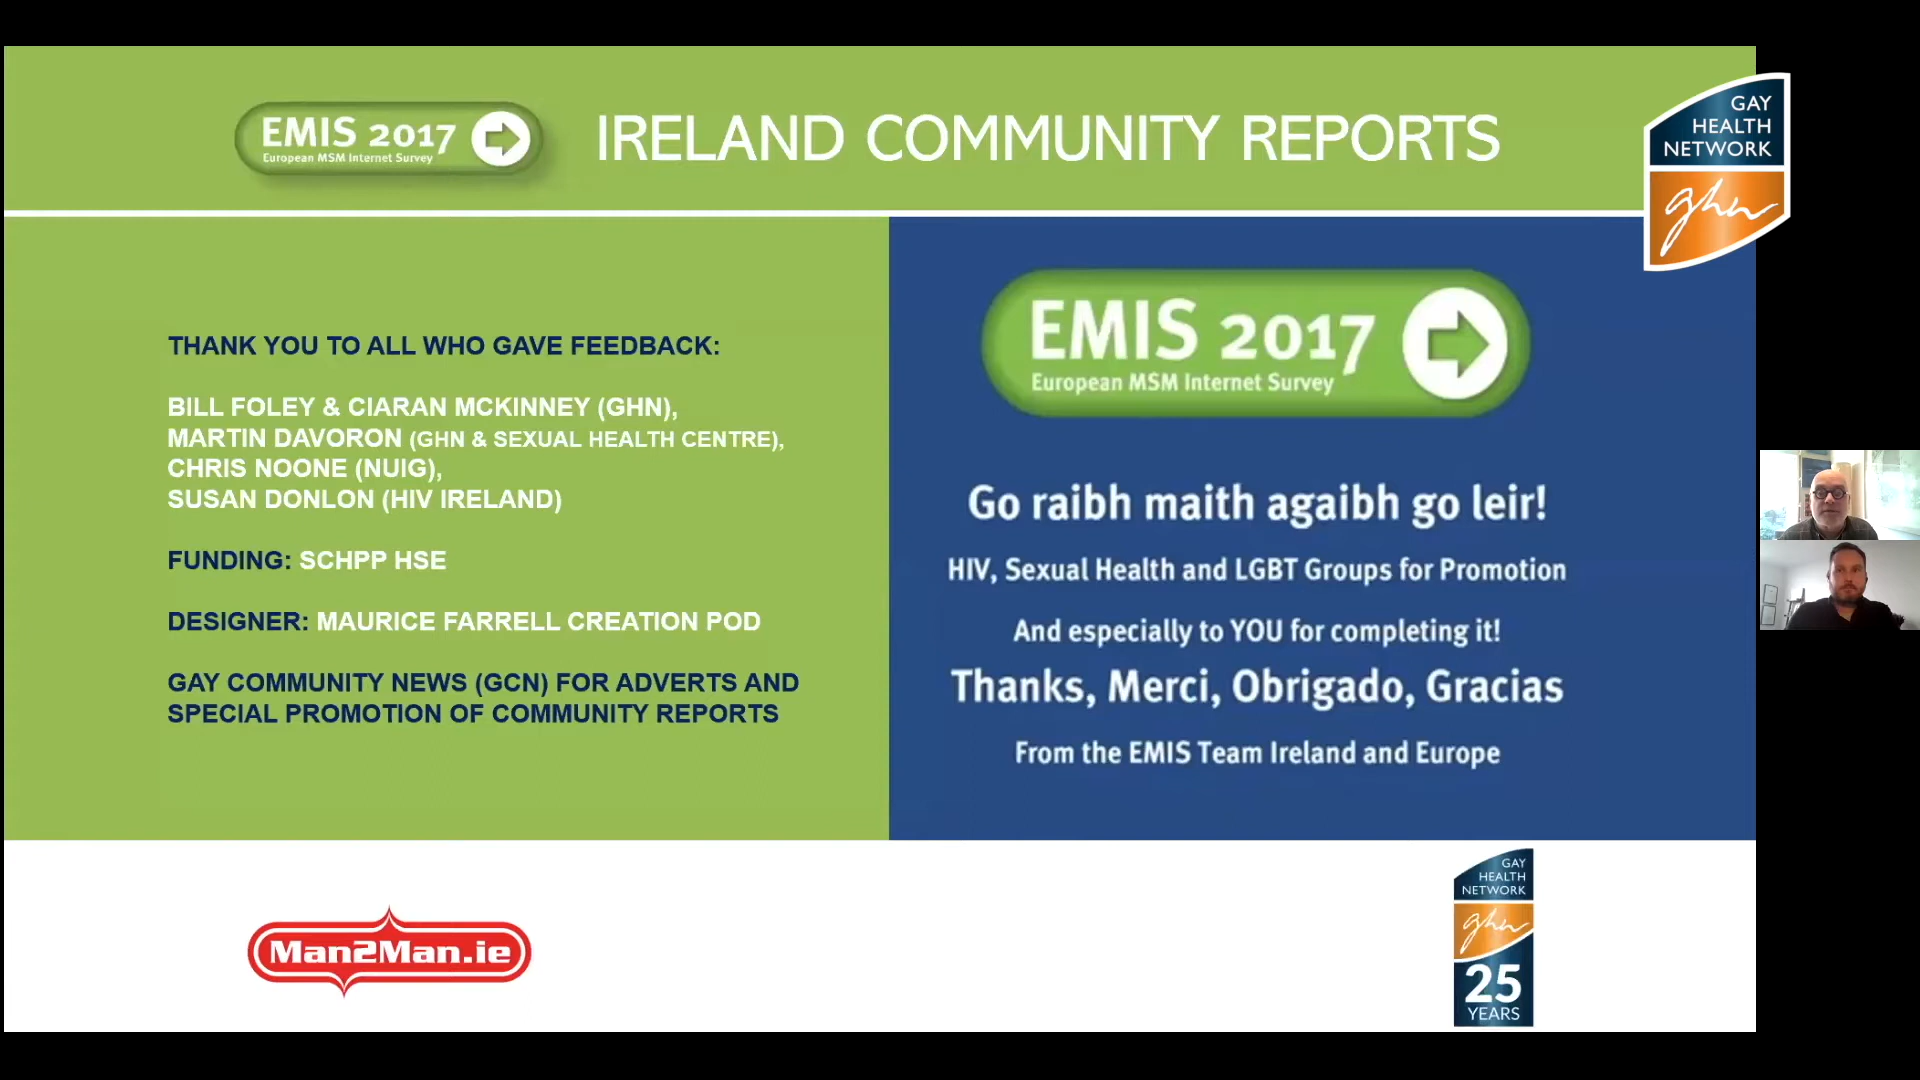 EMIS 2017
European MSM Internet Survey
IRELAND COMMUNITY REPORTS
GAY
HEALTH
NETWORK
ghn
THANK YOU TO ALL WHO GAVE FEEDBACK:
BILL FOLEY & CIARAN MCKINNEY (GHN),
MARTIN DAVORON (GHN & SEXUAL HEALTH CENTRE),
CHRIS NOONE (NUIG),
SUSAN DONLON (HIV IRELAND)
FUNDING: SCHPP HSE
DESIGNER: MAURICE FARRELL CREATION POD
GAY COMMUNITY NEWS (GCN) FOR ADVERTS AND
SPECIAL PROMOTION OF COMMUNITY REPORTS
EMIS 2017
European MSM Internet Survey
Go raibh maith agaibh go leir!
HIV, Sexual Health and LGBT Groups for Promotion
And especially to YOU for completing it!
Thanks, Merci, Obrigado, Gracias
From the EMIS Team Ireland and Europe
Man2Man.ie
GAY
HEALTH
NETWORK
ghn
25
YEARS